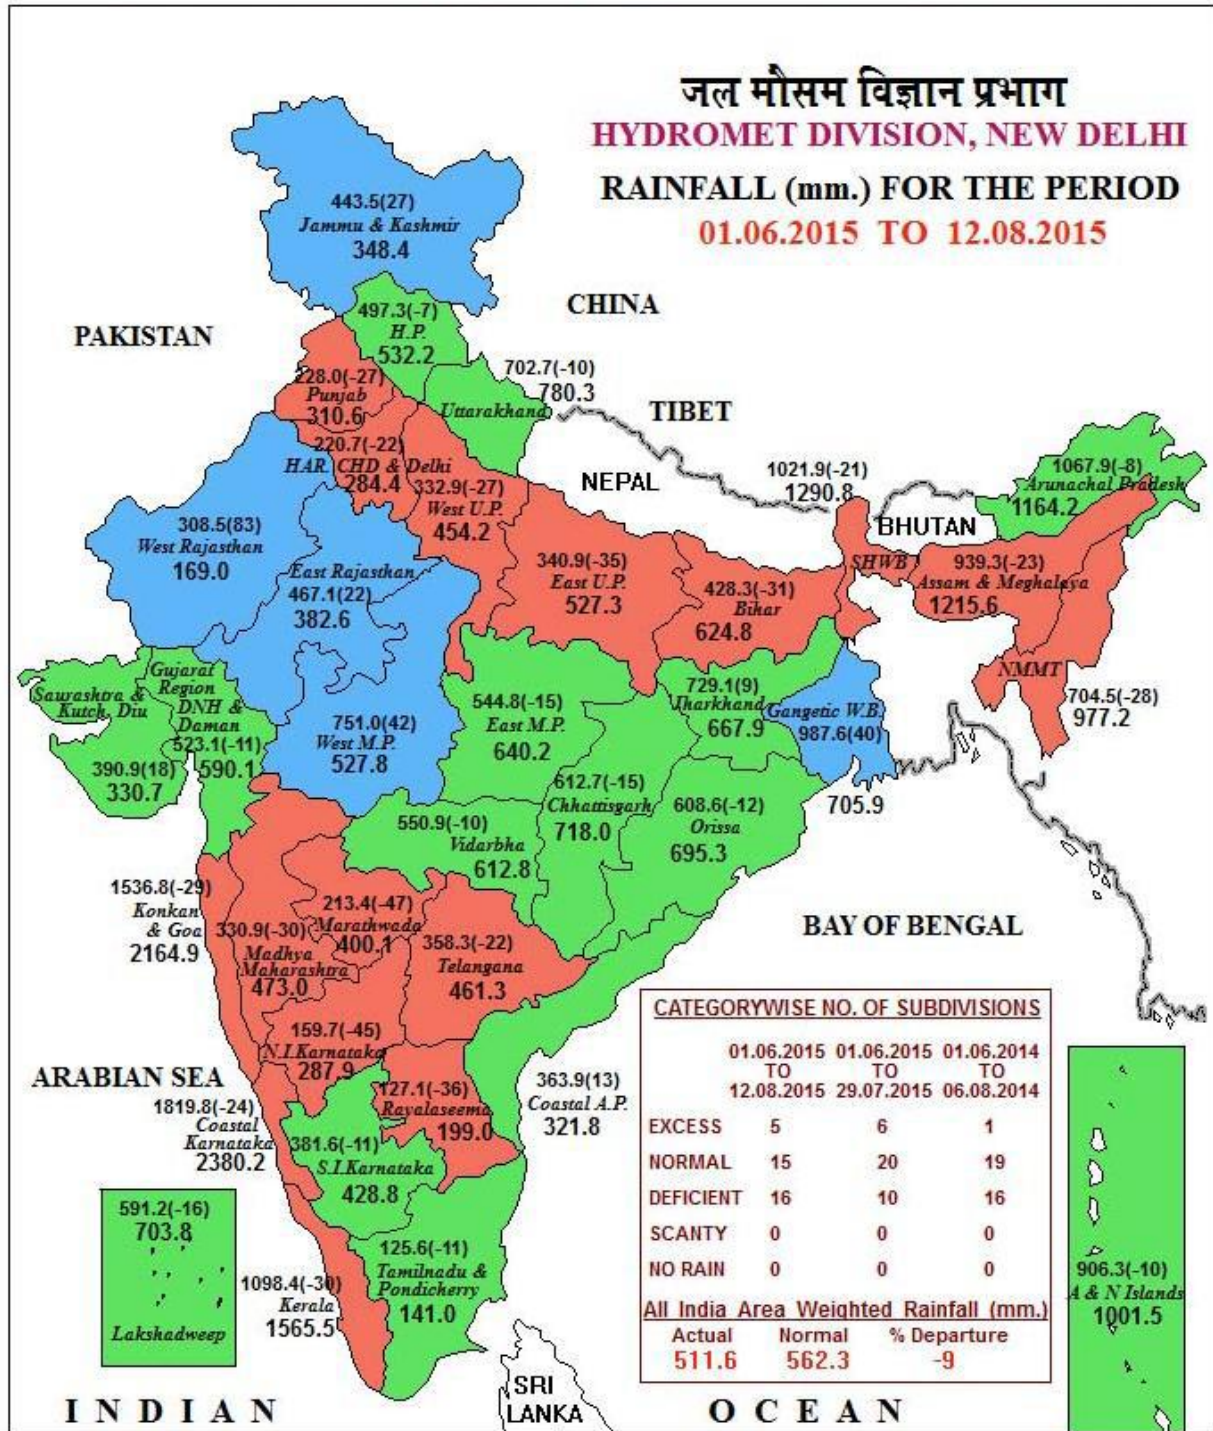 जल मौसम विज्ञान प्रभाग
HYDROMET DIVISION, NEW DELHI
RAINFALL (mm.) FOR THE PERIOD
01.06.2015 TO 12.08.2015
443.5(27)
Jammu & Kashmir
348.4
CHINA
PAKISTAN
497.3(-7)
H.P.
532.2
702.7(-10)
780.3
Uttarakhand
TIBET
228.0(-27)
Punjab
310.6
220.7(-22)
HAR. CHD & Delhi
284.4
332.9(-27)
West U.P.
454.2
NEPAL
1021.9(-21)
1290.8
SHWB
BHUTAN
1067.9(-8)
Arunachal Pradesh
1164.2
939.3(-23)
Assam & Meghalaya
1215.6
NMMT
704.5(-28)
977.2
308.5(83)
West Rajasthan
169.0
East Rajasthan
467.1(22)
382.6
340.9(-35)
East U.P.
527.3
428.3(-31)
Bihar
624.8
Saurashtra &
Kutch, Diu
390.9(18)
330.7
Gujarat
Region
DNH &
Daman
523.1(-11)
590.1
751.0(42)
West M.P.
527.8
544.8(-15)
East M.P.
640.2
729.1(9)
Jharkhand
667.9
Gangetic W.B.
987.6(40)
705.9
612.7(-15)
Chhattisgarh
718.0
608.6(-12)
Orissa
695.3
550.9(-10)
Vidarbha
612.8
1536.8(-29)
Konkan
& Goa
2164.9
330.9(-30)
Madhya
Maharashtra
473.0
213.4(-47)
Marathwada
400.1
358.3(-22)
Telangana
461.3
BAY OF BENGAL
159.7(-45)
N.I.Karnataka
287.9
ARABIAN SEA
1819.8(-24)
Coastal
Karnataka
2380.2
127.1(-36)
Rayalaseema
199.0
363.9(13)
Coastal A.P.
321.8
381.6(-11)
S.I.Karnataka
428.8
591.2(-16)
703.8
Lakshadweep
1098.4(-30)
Kerala
1565.5
125.6(-11)
Tamilnadu &
Pondicherry
141.0
906.3(-10)
A & N Islands
1001.5
CATEGORYWISE NO. OF SUBDIVISIONS
01.06.2015 01.06.2015 01.06.2014
TO TO TO
12.08.2015 29.07.2015 06.08.2014
EXCESS 5 6 1
NORMAL 15 20 19
DEFICIENT 16 10 16
SCANTY 0 0 0
NO RAIN 0 0 0
All India Area Weighted Rainfall (mm.)
Actual Normal % Departure
511.6 562.3 -9
SRI
LANKA
INDIAN OCEAN